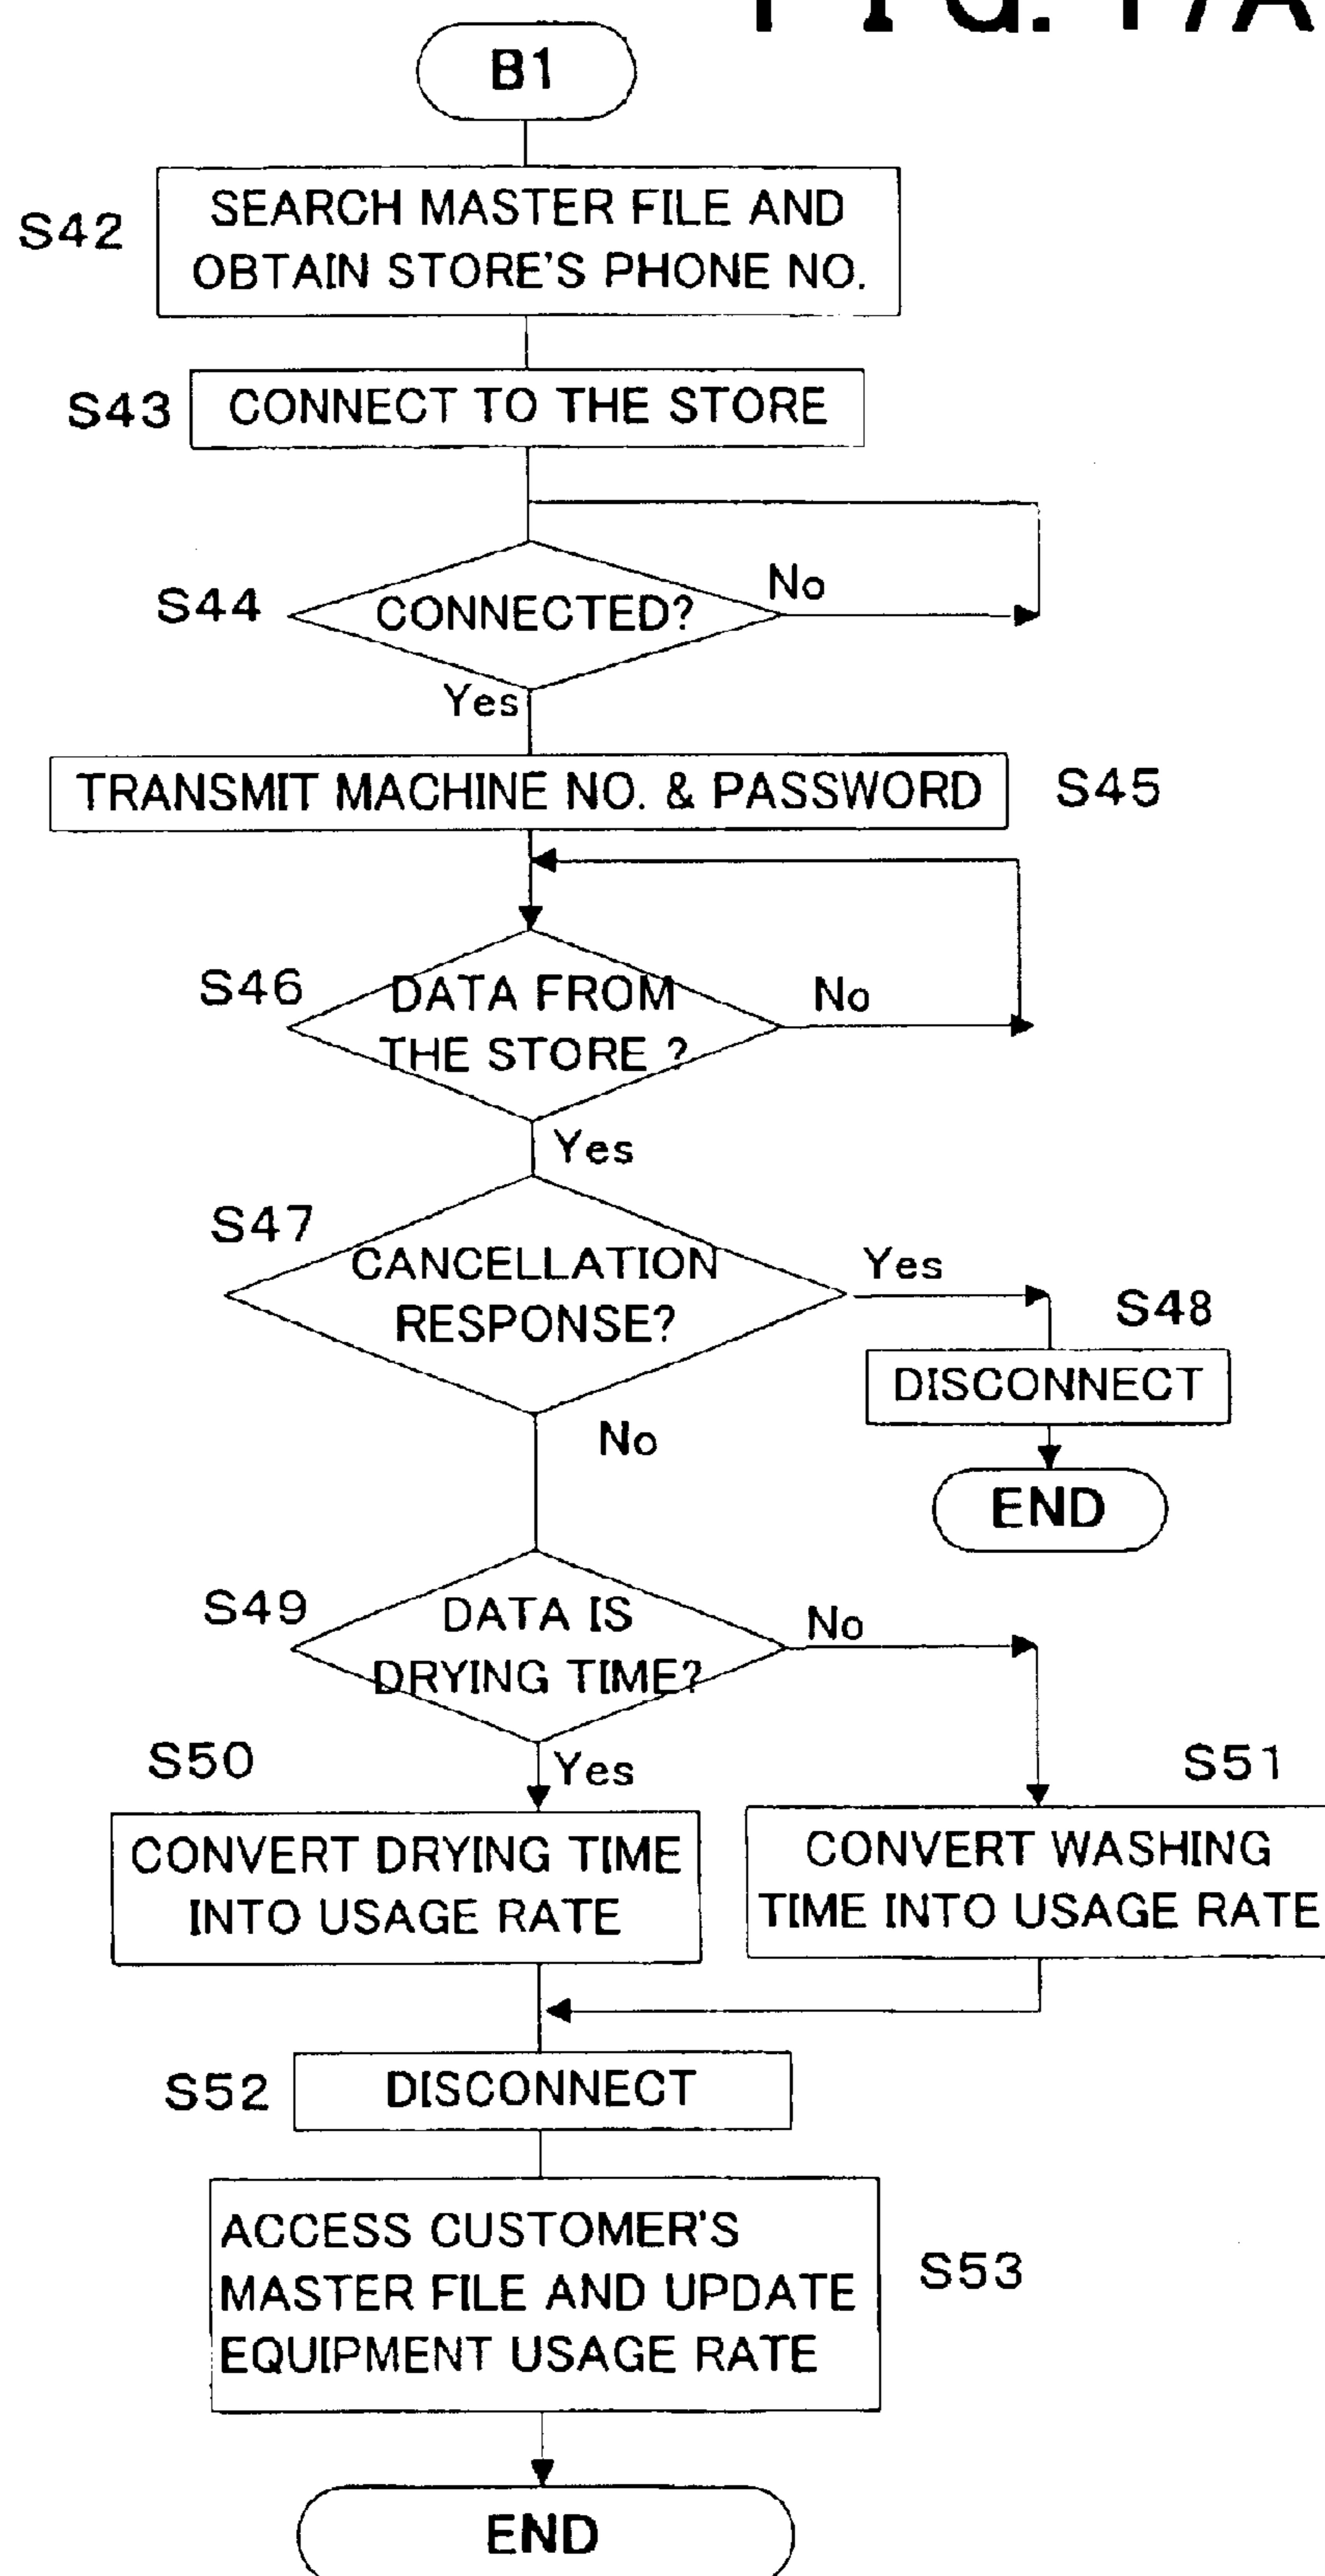 FIG. 17A
B1
S42
SEARCH MASTER FILE AND
OBTAIN STORE'S PHONE NO.
S43
CONNECT TO THE STORE
S44
CONNECTED?
No
Yes
TRANSMIT MACHINE NO. & PASSWORD
S45
S46
DATA FROM
THE STORE ?
No
Yes
S47
CANCELLATION
RESPONSE?
Yes
S48
DISCONNECT
No
END
S49
DATA IS
DRYING TIME?
No
S50
Yes
S51
CONVERT DRYING TIME
INTO USAGE RATE
CONVERT WASHING
TIME INTO USAGE RATE
S52
DISCONNECT
ACCESS CUSTOMER'S
MASTER FILE AND UPDATE
EQUIPMENT USAGE RATE
S53
END